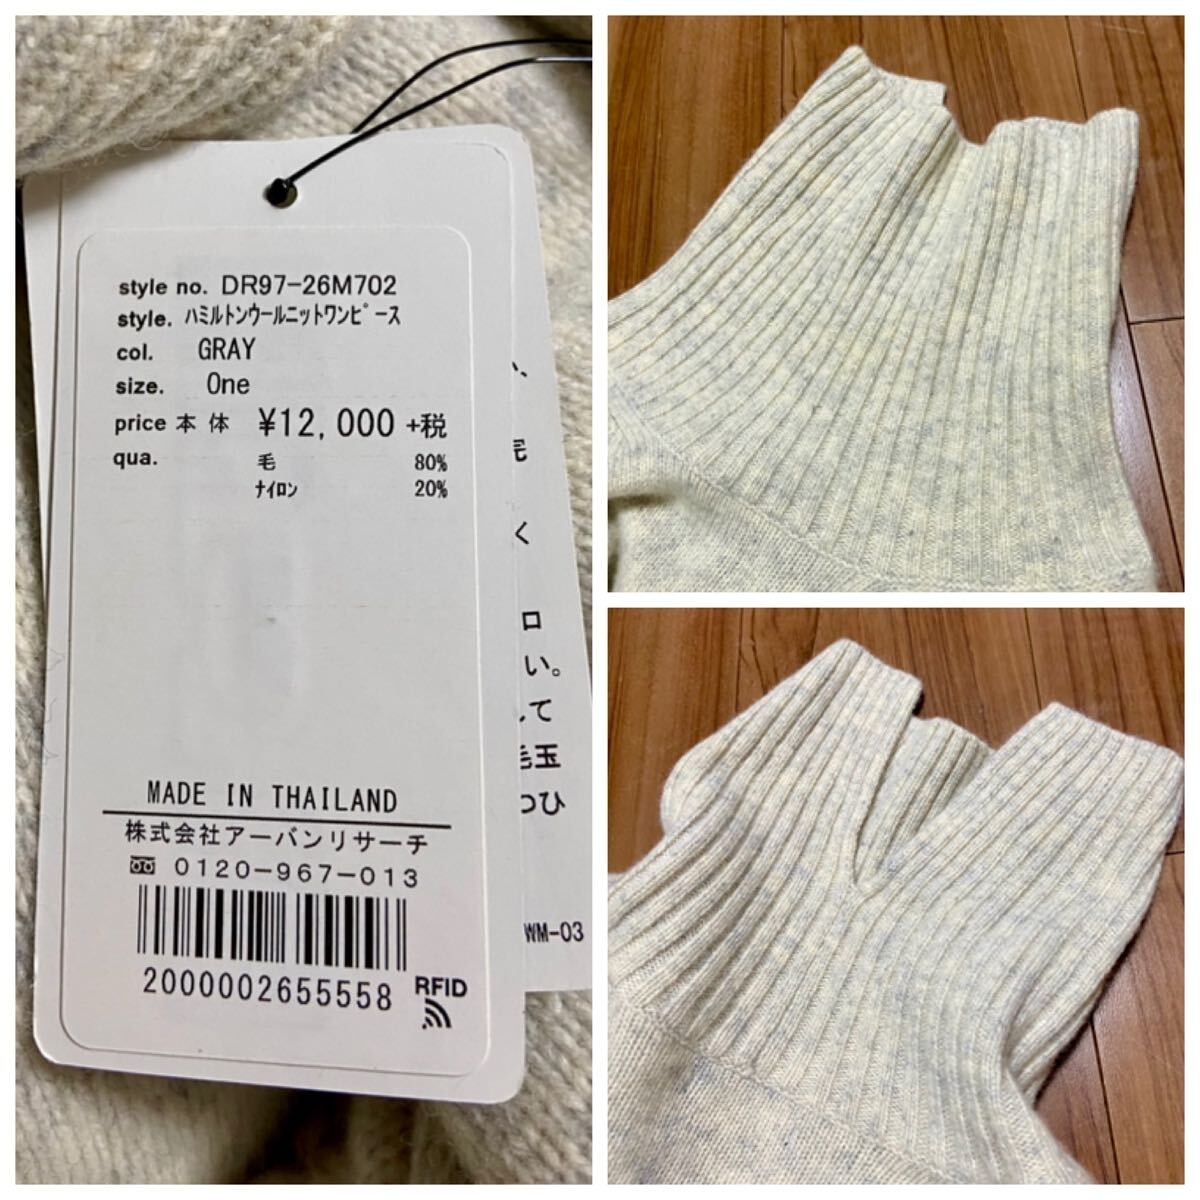 style no. DR97-26M702
style. ﾊﾐﾙﾄﾝｳｰﾙﾆｯﾄﾜﾝﾋﾟｰｽ
col. GRAY
size. One
price 本体 ¥12,000 +税
qua. 毛 80%
ﾅｲﾛﾝ 20%
MADE IN THAILAND
株式会社アーバンリサーチ
0120-967-013
2000002655558
RFID
く
ロ
い。
して
毛玉
つひ
WM-03